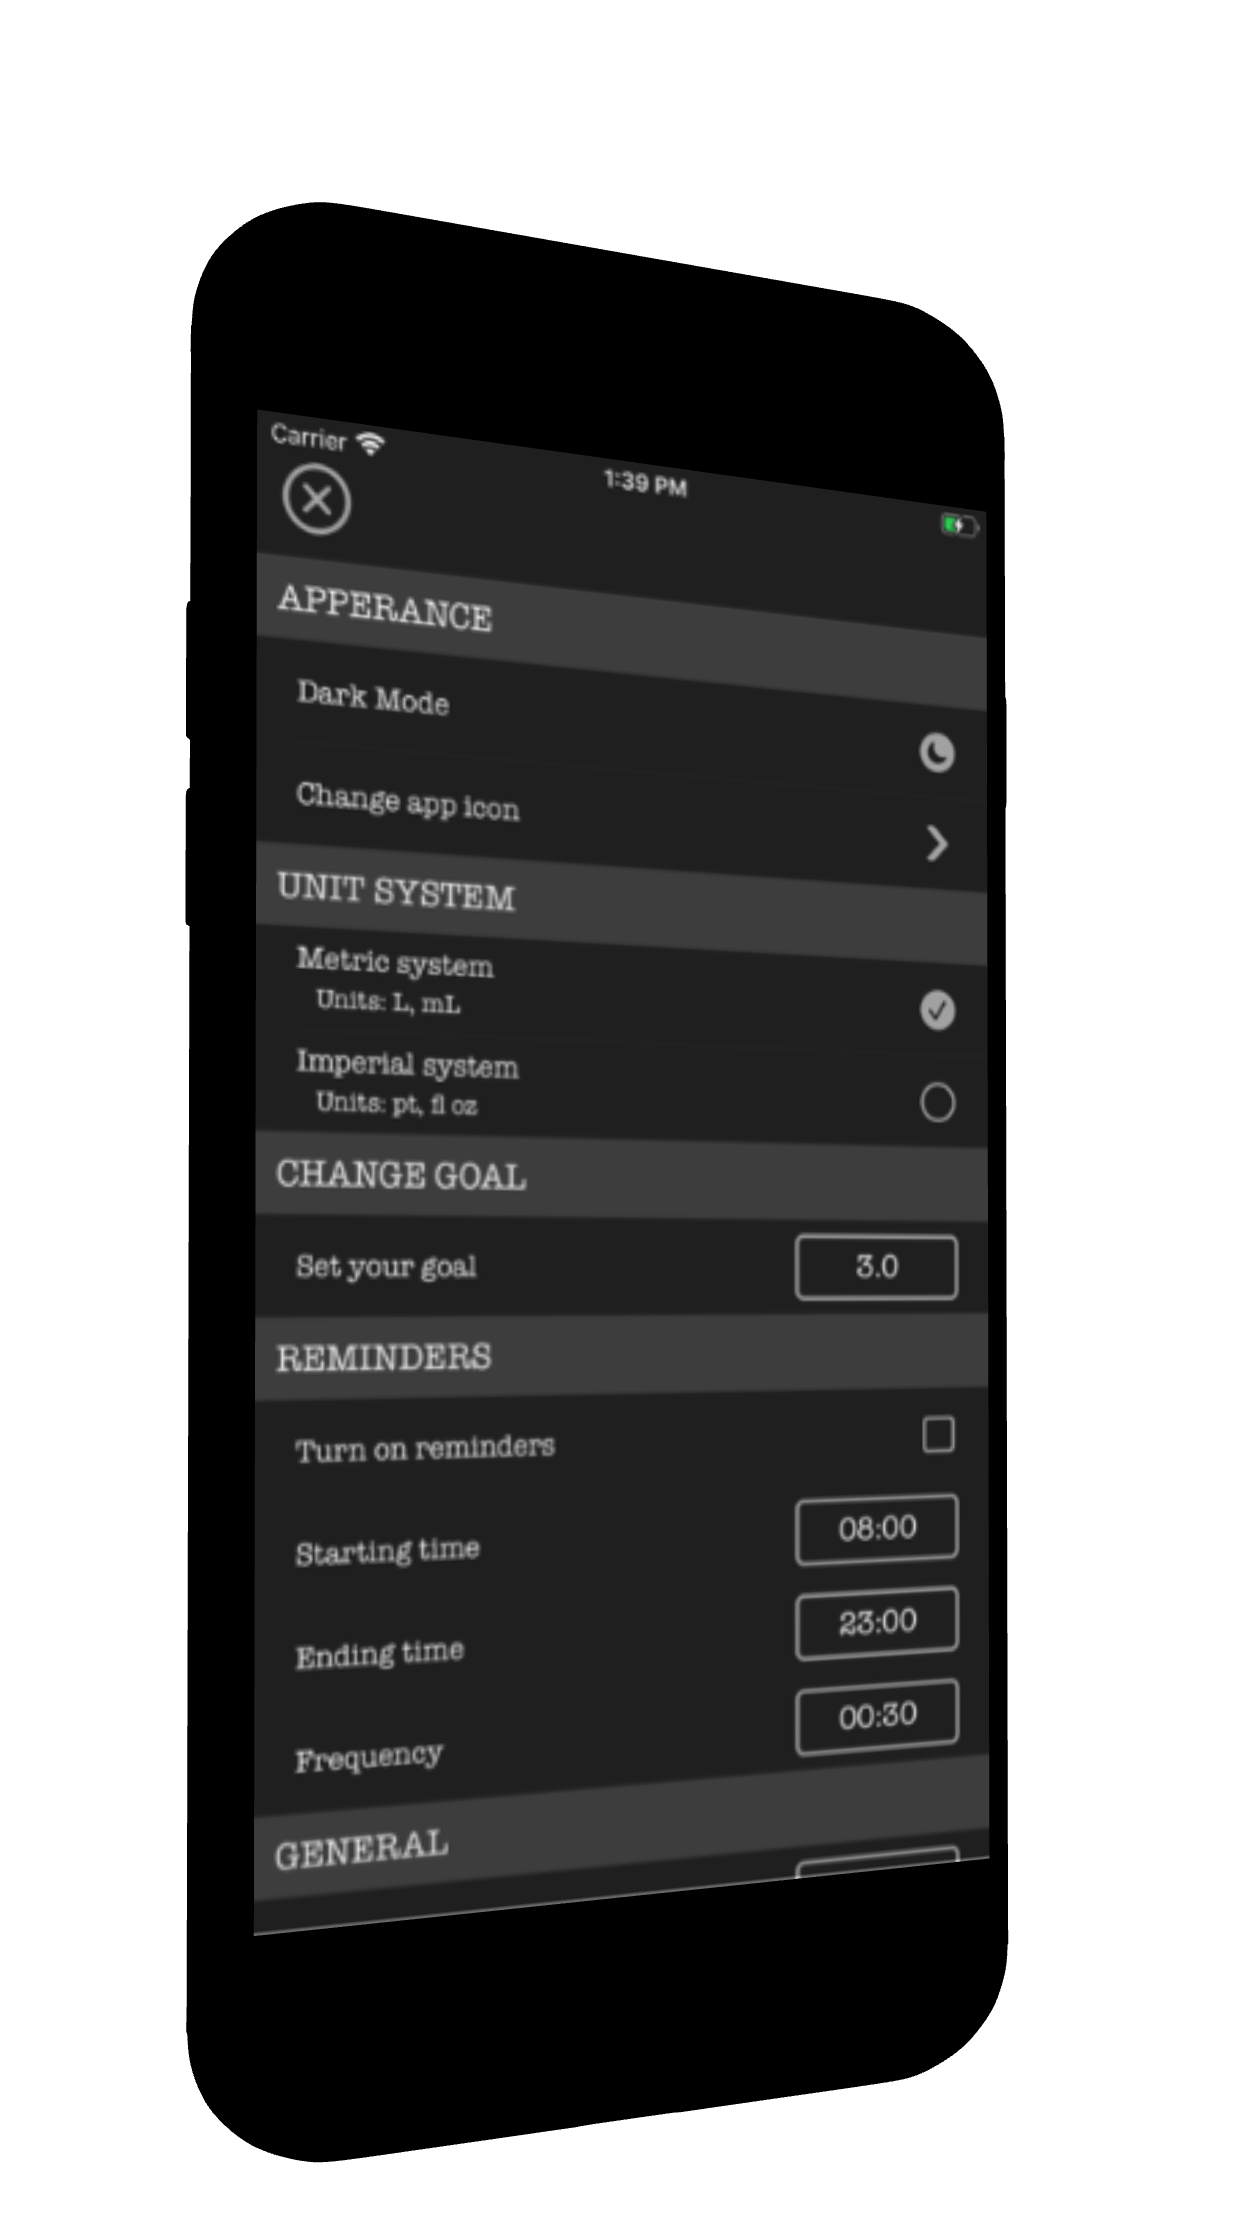 Carrier
1:39 PM
APPERANCE
Dark Mode
Change app icon
UNIT SYSTEM
Metric system
Units: L, mL
Imperial system
Units: pt, fl oz
CHANGE GOAL
Set your goal 3.0
REMINDERS
Turn on reminders
Starting time 08:00
Ending time 23:00
Frequency 00:30
GENERAL